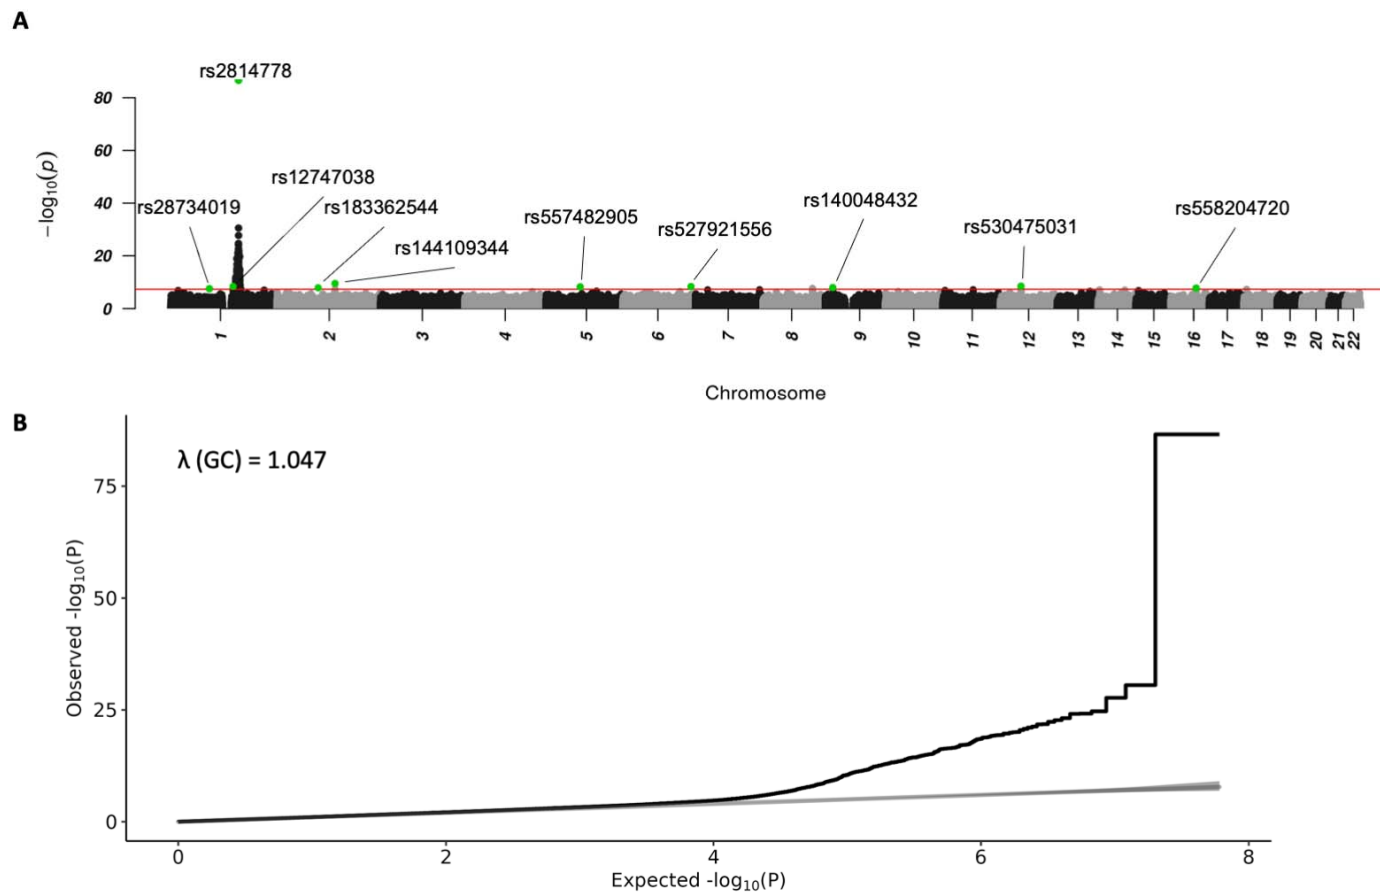 A
rs2814778
80
60
40
20
0
−log10(p)
rs12747038
rs28734019
rs183362544
rs144109344
rs557482905
rs527921556
rs140048432
rs530475031
rs558204720
1 2 3 4 5 6 7 8 9 10 11 12 13 14 15 16 17 18 19 20 21 22
Chromosome
B
λ (GC) = 1.047
75
50
25
0
Observed -log10(P)
0 2 4 6 8
Expected -log10(P)